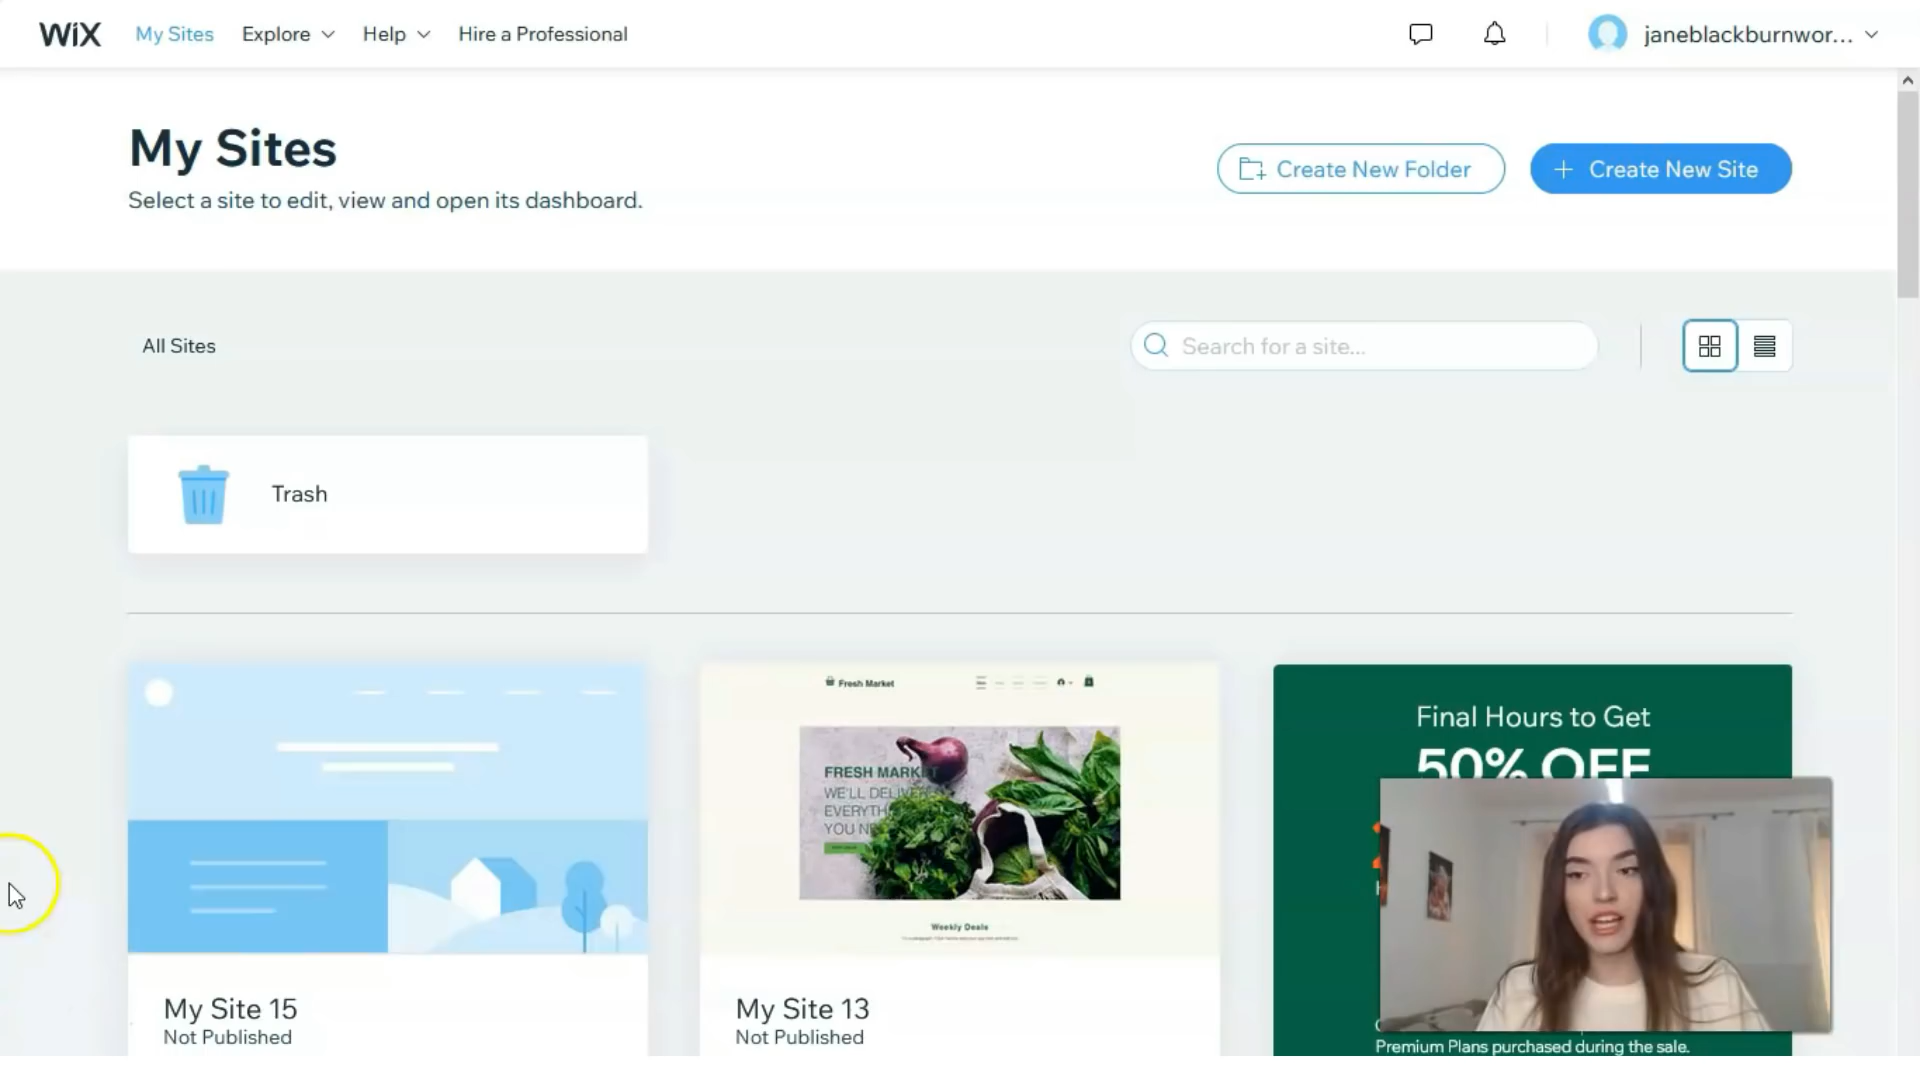 WiX My Sites Explore Help Hire a Professional janeblackburnwor...
My Sites
Select a site to edit, view and open its dashboard.
Create New Folder
+ Create New Site
All Sites
Search for a site...
Trash
Fresh Market
FRESH MARKET
WE'LL DELIVER
EVERYTH
YOU N
Weekly Deals
Final Hours to Get
50% OFF
My Site 15
Not Published
My Site 13
Not Published
Premium Plans purchased during the sale.